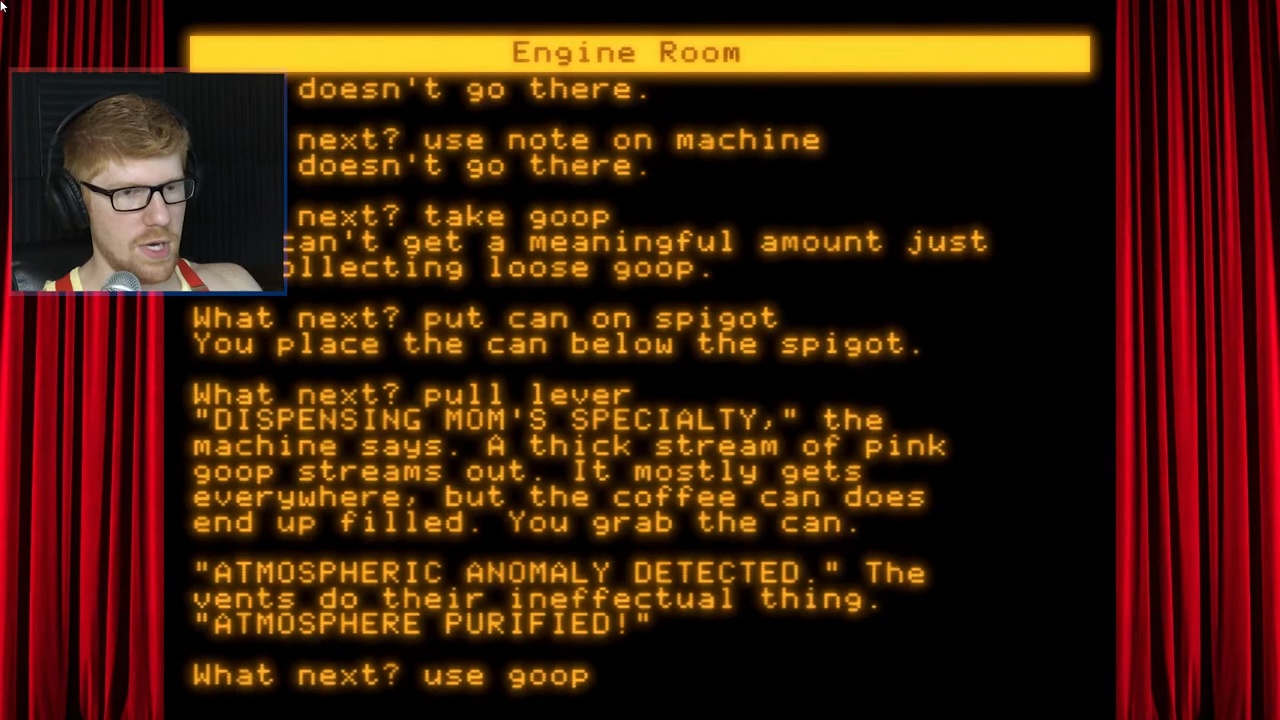 Engine Room
doesn't go there.
next? use note on machine
doesn't go there.
next? take goop
can't get a meaningful amount just
ollecting loose goop.
What next? put can on spigot
You place the can below the spigot.
What next? pull lever
"DISPENSING MOM'S SPECIALTY," the
machine says. A thick stream of pink
goop streams out. It mostly gets
everywhere, but the coffee can does
end up filled. You grab the can.
"ATMOSPHERIC ANOMALY DETECTED." The
vents do their ineffectual thing.
"ATMOSPHERE PURIFIED!"
What next? use goop